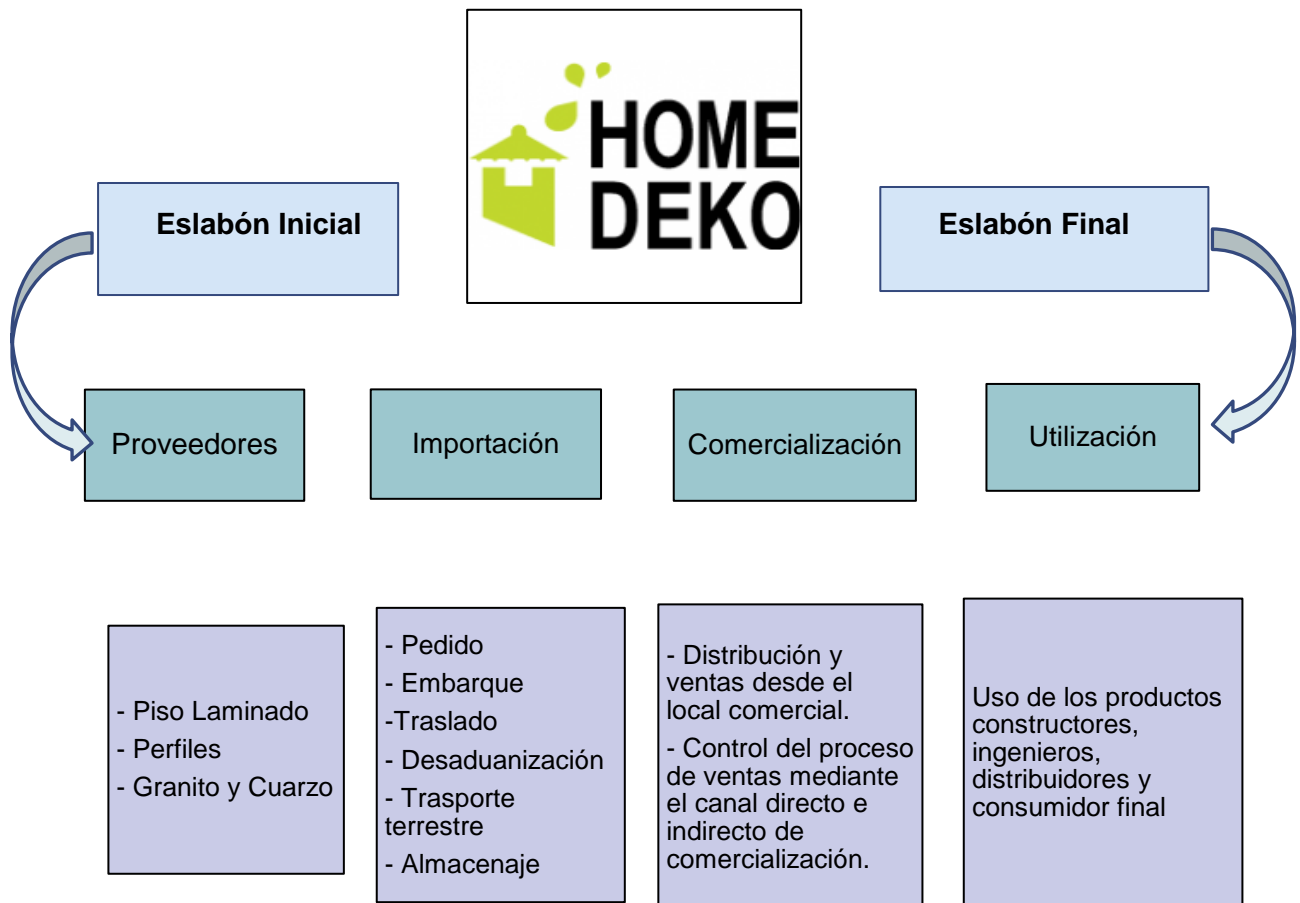 HOME
DEKO
Eslabón Inicial
Eslabón Final
Proveedores
Importación
Comercialización
Utilización
- Piso Laminado
- Perfiles
- Granito y Cuarzo
- Pedido
- Embarque
-Traslado
- Desaduanización
- Trasporte
terrestre
- Almacenaje
- Distribución y
ventas desde el
local comercial.
- Control del proceso
de ventas mediante
el canal directo e
indirecto de
comercialización.
Uso de los productos
constructores,
ingenieros,
distribuidores y
consumidor final